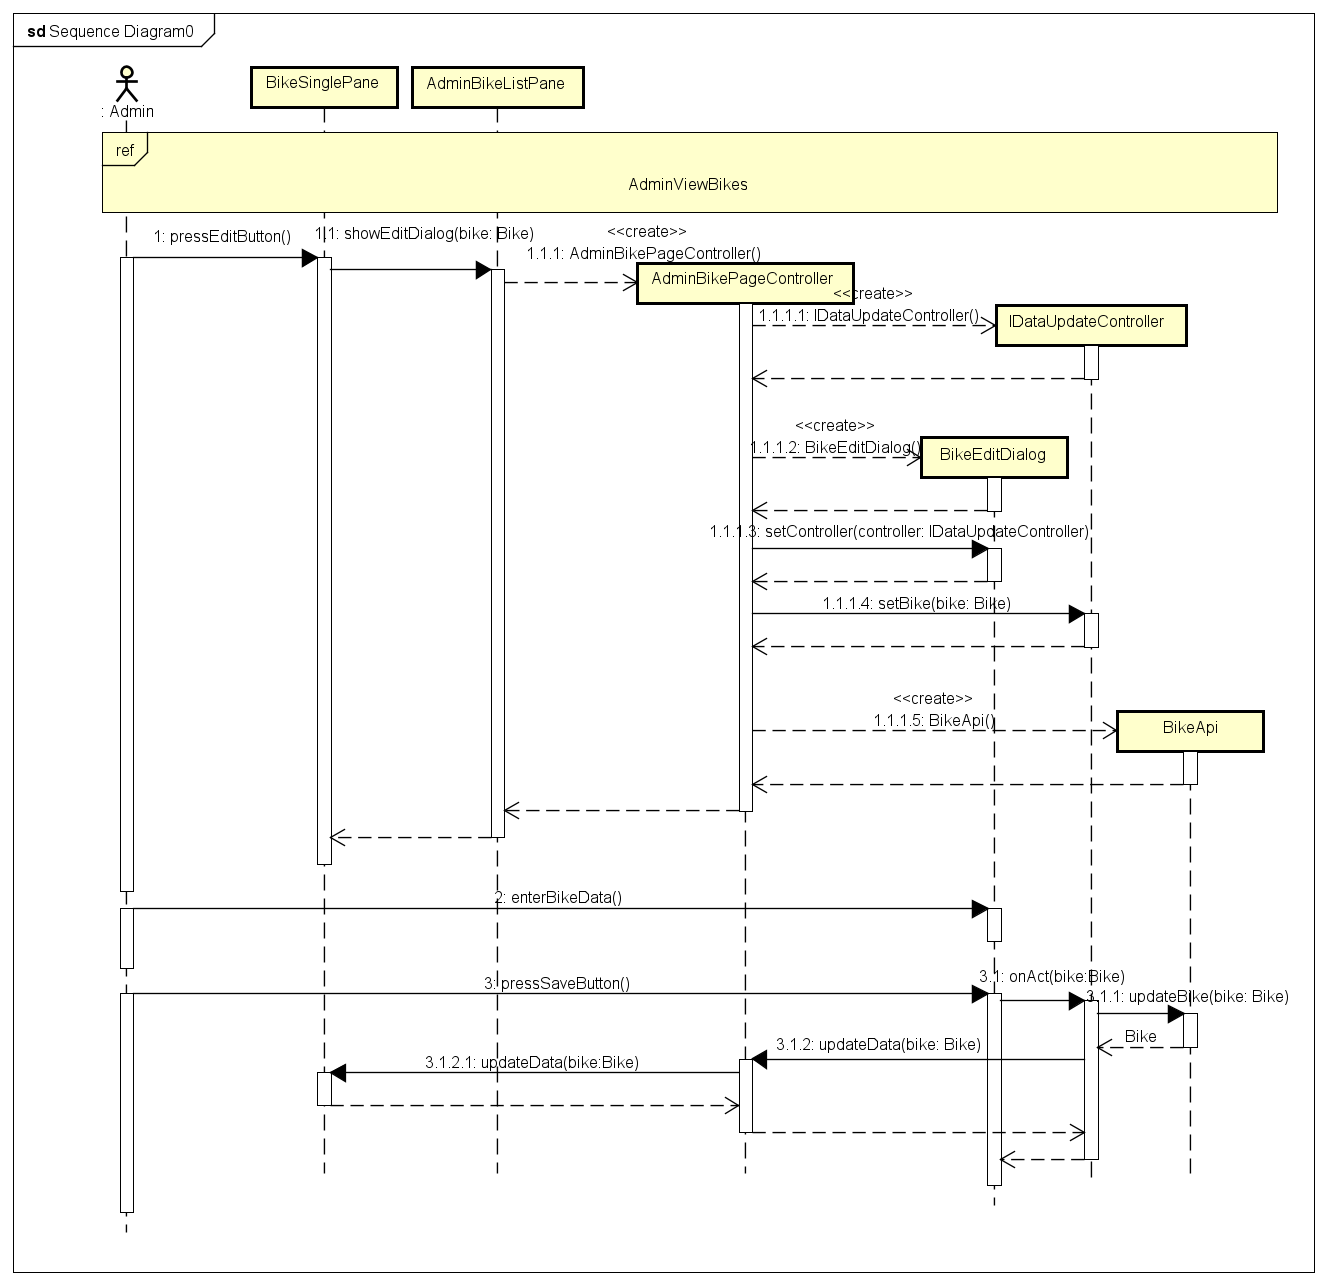 sd Sequence Diagram0
: Admin
BikeSinglePane
AdminBikeListPane
ref
AdminViewBikes
1: pressEditButton()
1.1: showEditDialog(bike: Bike)
<<create>>
1.1.1: AdminBikePageController()
AdminBikePageController
<<create>>
1.1.1.1: IDataUpdateController()
IDataUpdateController
<<create>>
1.1.1.2: BikeEditDialog()
BikeEditDialog
1.1.1.3: setController(controller: IDataUpdateController)
1.1.1.4: setBike(bike: Bike)
<<create>>
1.1.1.5: BikeApi()
BikeApi
2: enterBikeData()
3: pressSaveButton()
3.1: onAct(bike:Bike)
3.1.1: updateBike(bike: Bike)
Bike
3.1.2: updateData(bike: Bike)
3.1.2.1: updateData(bike:Bike)